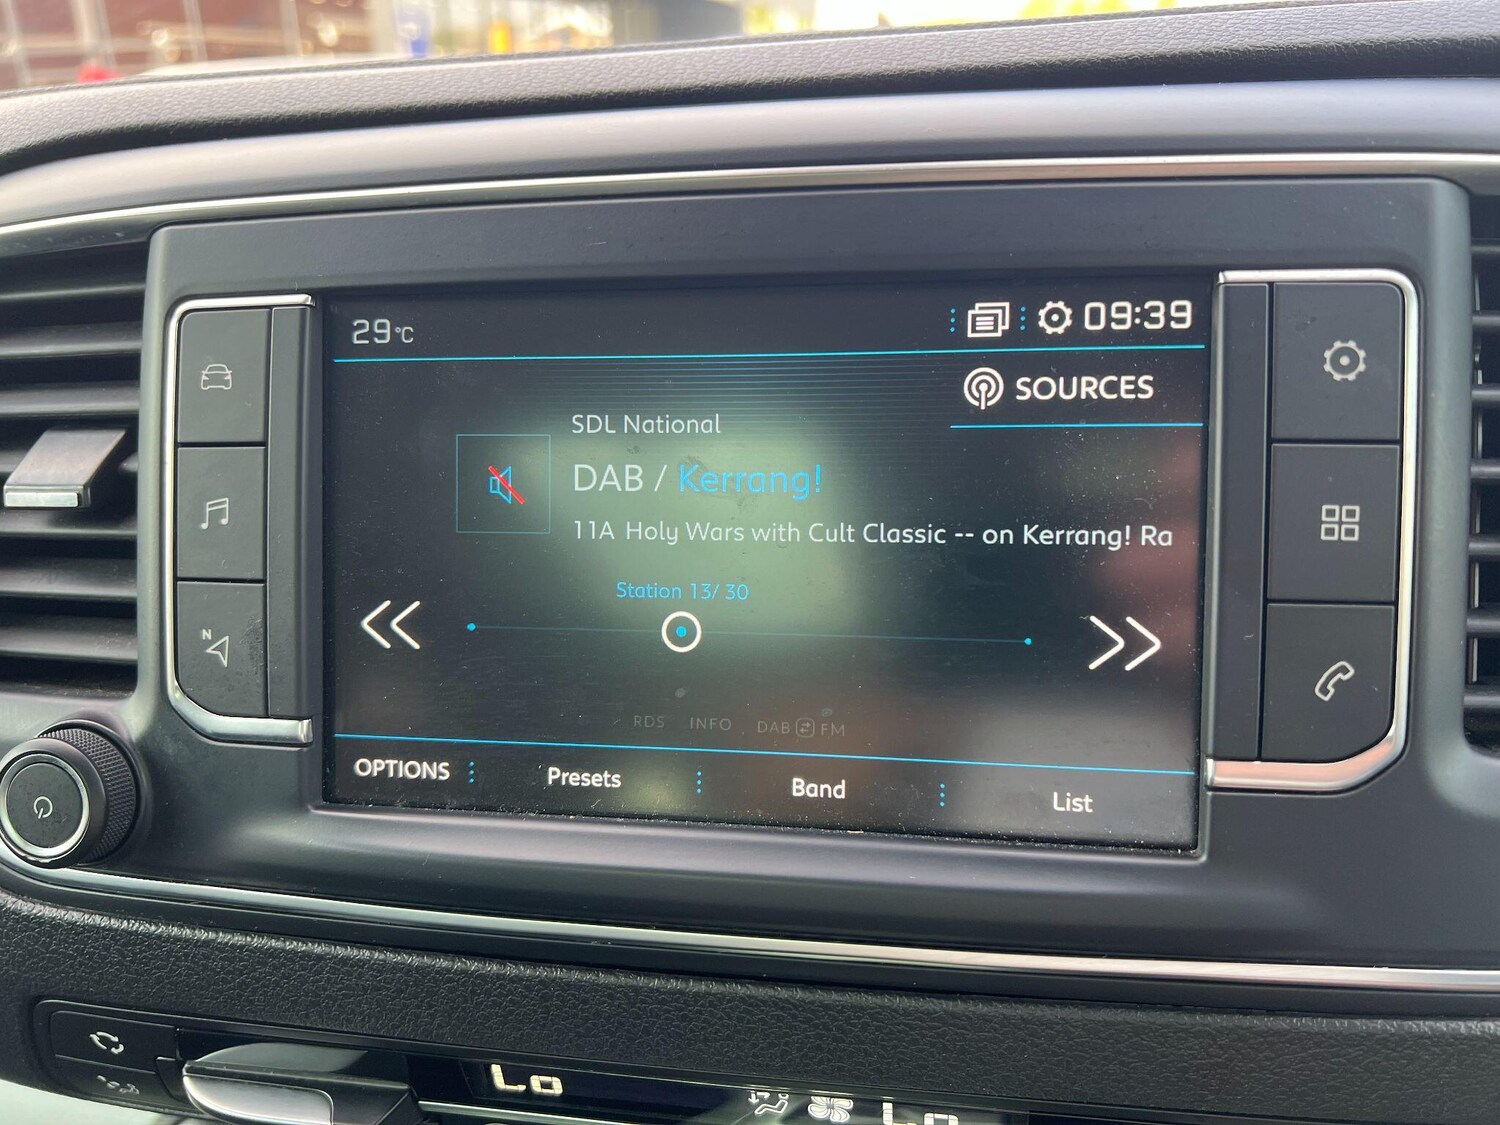 29°C
09:39
SOURCES
SDL National
DAB / Kerrang!
11A Holy Wars with Cult Classic -- on Kerrang! Ra
Station 13/ 30
N
RDS INFO DAB FM
OPTIONS Presets Band List
Lo
Lo